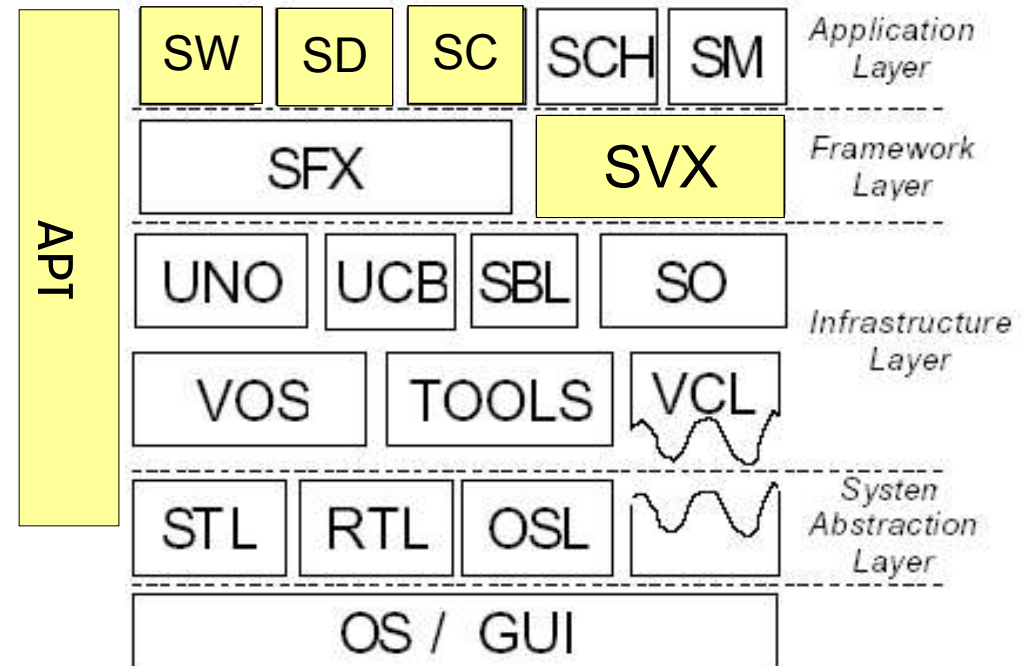 API
SW SD SC SCH SM
Application
Layer
SFX SVX
Framework
Layer
UNO UCB SBL SO
Infrastructure
Layer
VOS TOOLS VCL
STL RTL OSL
Systen
Abstraction
Layer
OS / GUI